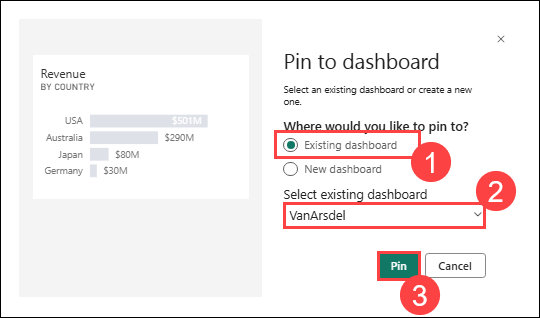 Revenue
BY COUNTRY
USA $501M
Australia $290M
Japan $80M
Germany $30M
Pin to dashboard
Select an existing dashboard or create a new
one.
Where would you like to pin to?
Existing dashboard
1
New dashboard
Select existing dashboard
2
VanArsdel
Pin Cancel
3